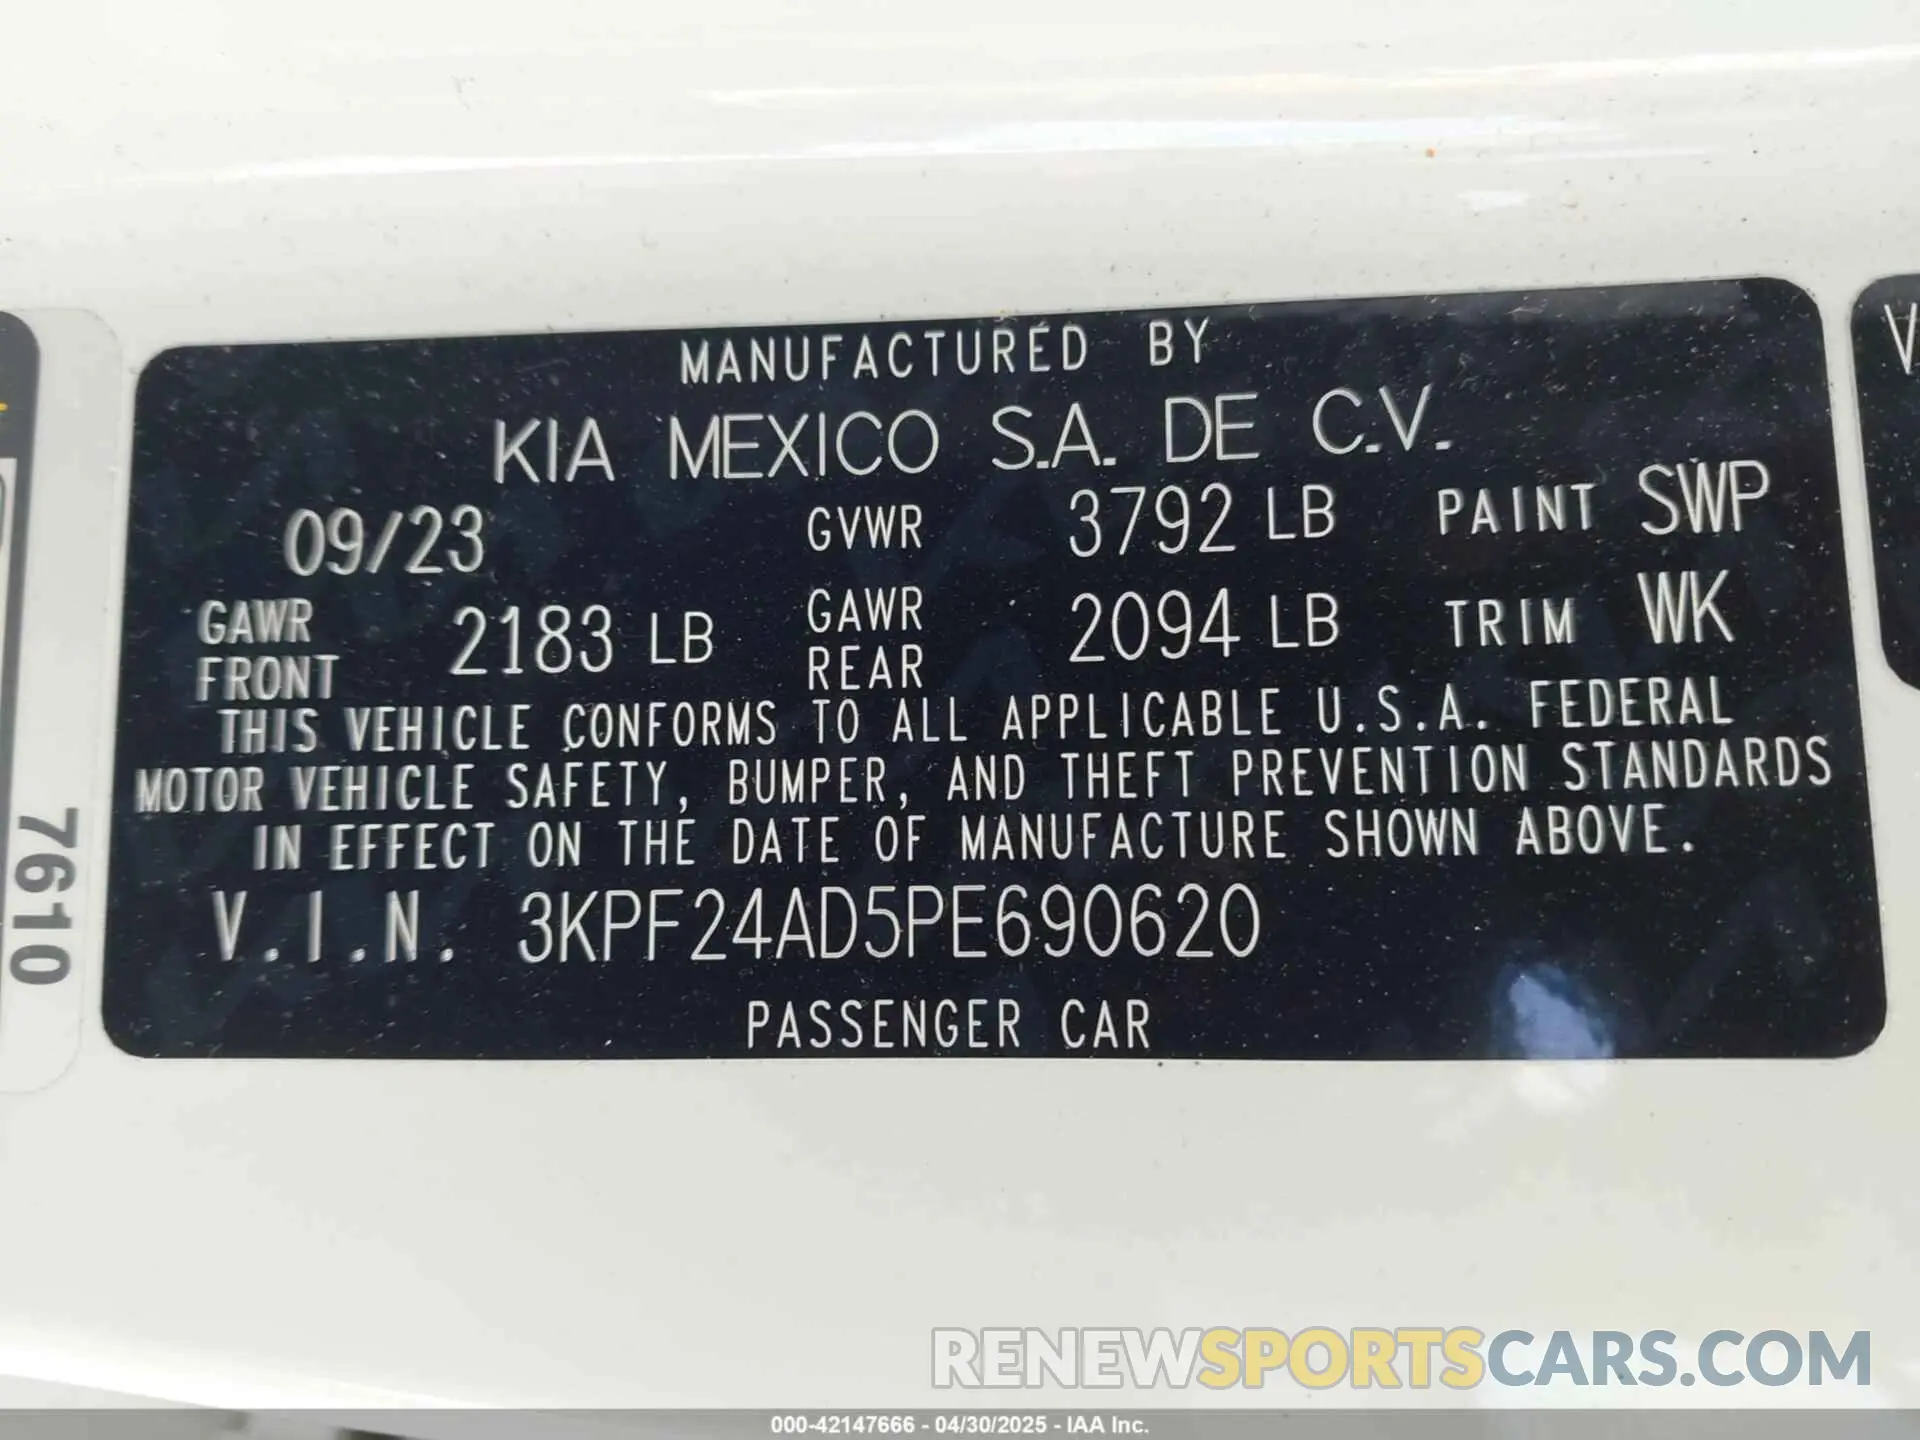 MANUFACTURED BY
KIA MEXICO S.A. DE C.V.
09/23 GVWR 3792 LB PAINT SWP
GAWR FRONT 2183 LB GAWR REAR 2094 LB TRIM WK
THIS VEHICLE CONFORMS TO ALL APPLICABLE U.S.A. FEDERAL
MOTOR VEHICLE SAFETY, BUMPER, AND THEFT PREVENTION STANDARDS
IN EFFECT ON THE DATE OF MANUFACTURE SHOWN ABOVE.
V.I.N. 3KPF24AD5PE690620
PASSENGER CAR
7610
V
RENEWSPORTSCARS.COM
000-42147666 - 04/30/2025 - IAA Inc.